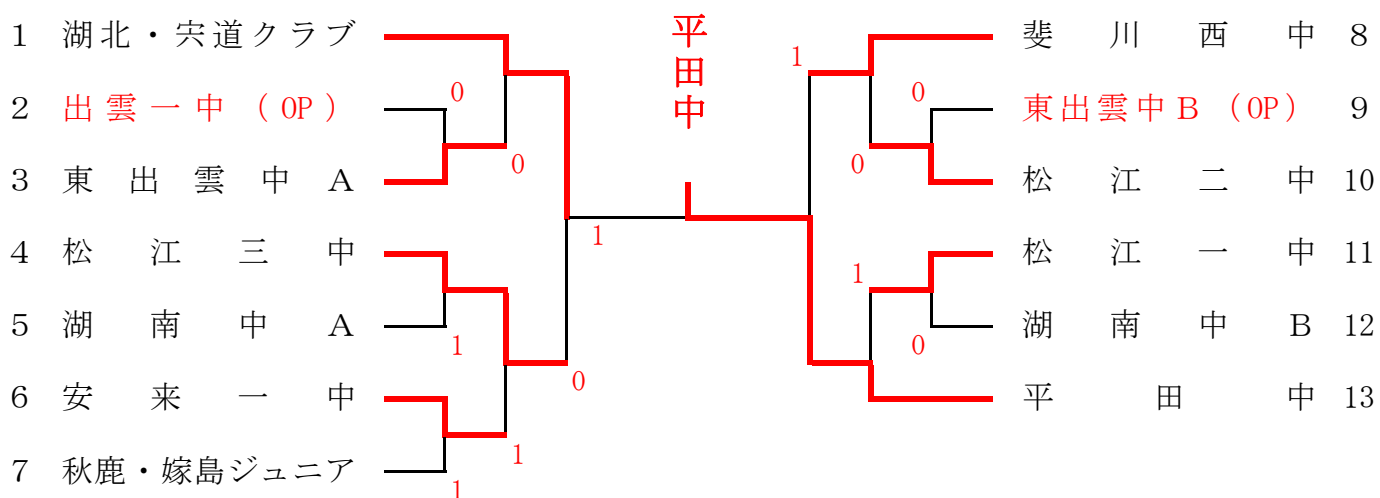 平田中
1 湖北・宍道クラブ
2 出雲一中（OP）
3 東出雲中A
4 松江三中
5 湖南中A
6 安来一中
7 秋鹿・嫁島ジュニア
0
0
1
1
0
1
1
斐川西中 8
東出雲中B（OP） 9
松江二中 10
松江一中 11
湖南中B 12
平田中 13
1
0
0
1
0